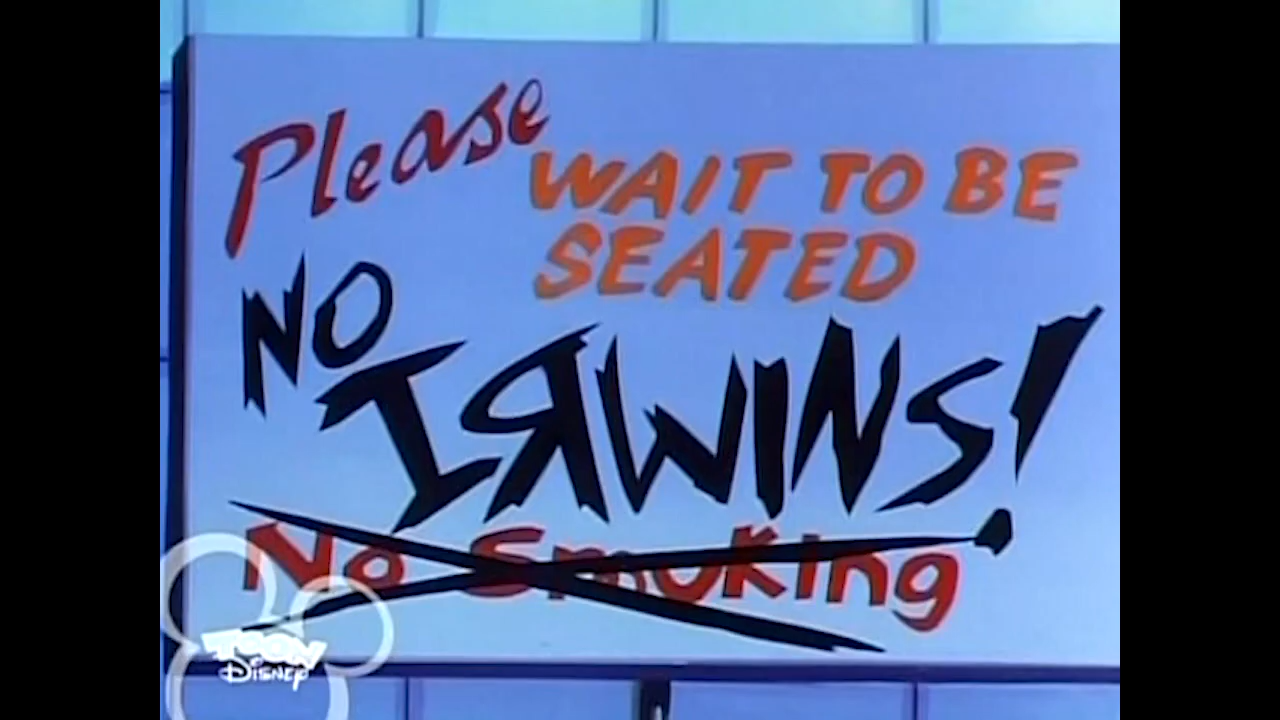 Please
WAIT TO BE
SEATED
NO
IRWINS!
No Smoking
TOON
DISNEY